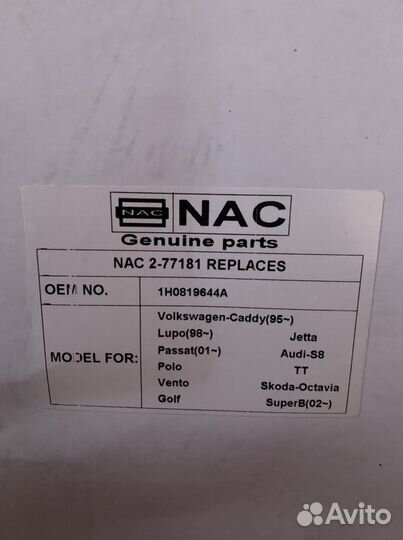 NAC NAC
Genuine parts
NAC 2-77181 REPLACES
OEM NO. 1H0819644A
MODEL FOR:
Volkswagen-Caddy(95~)
Lupo(98~) Jetta
Passat(01~) Audi-S8
Polo TT
Vento Skoda-Octavia
Golf SuperB(02~)
Avito